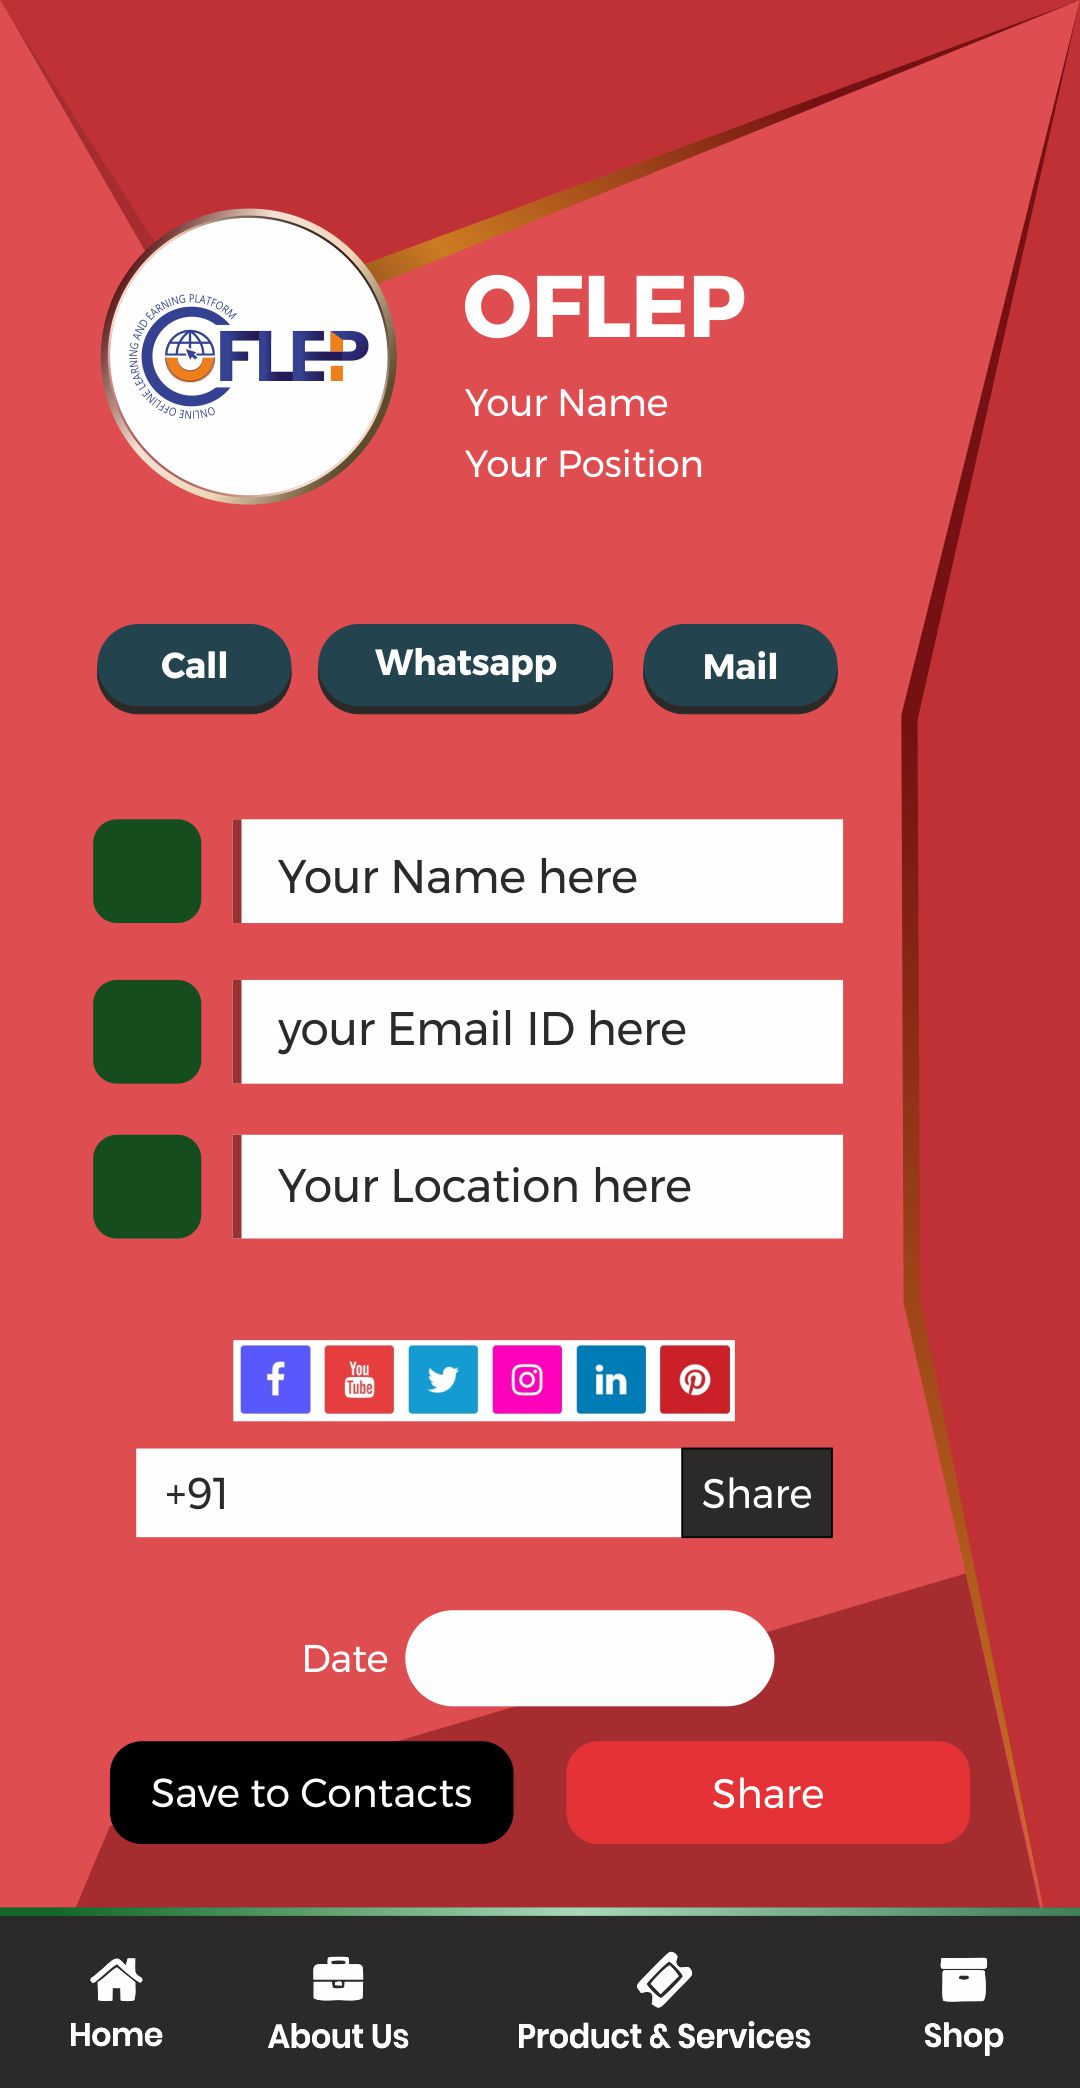 ONLINE OFFLINE LEARNING AND EARNING PLATFORM
OFLEP
OFLEP
Your Name
Your Position
Call Whatsapp Mail
Your Name here
your Email ID here
Your Location here
You
Tube
+91 Share
Date
Save to Contacts Share
Home About Us Product & Services Shop